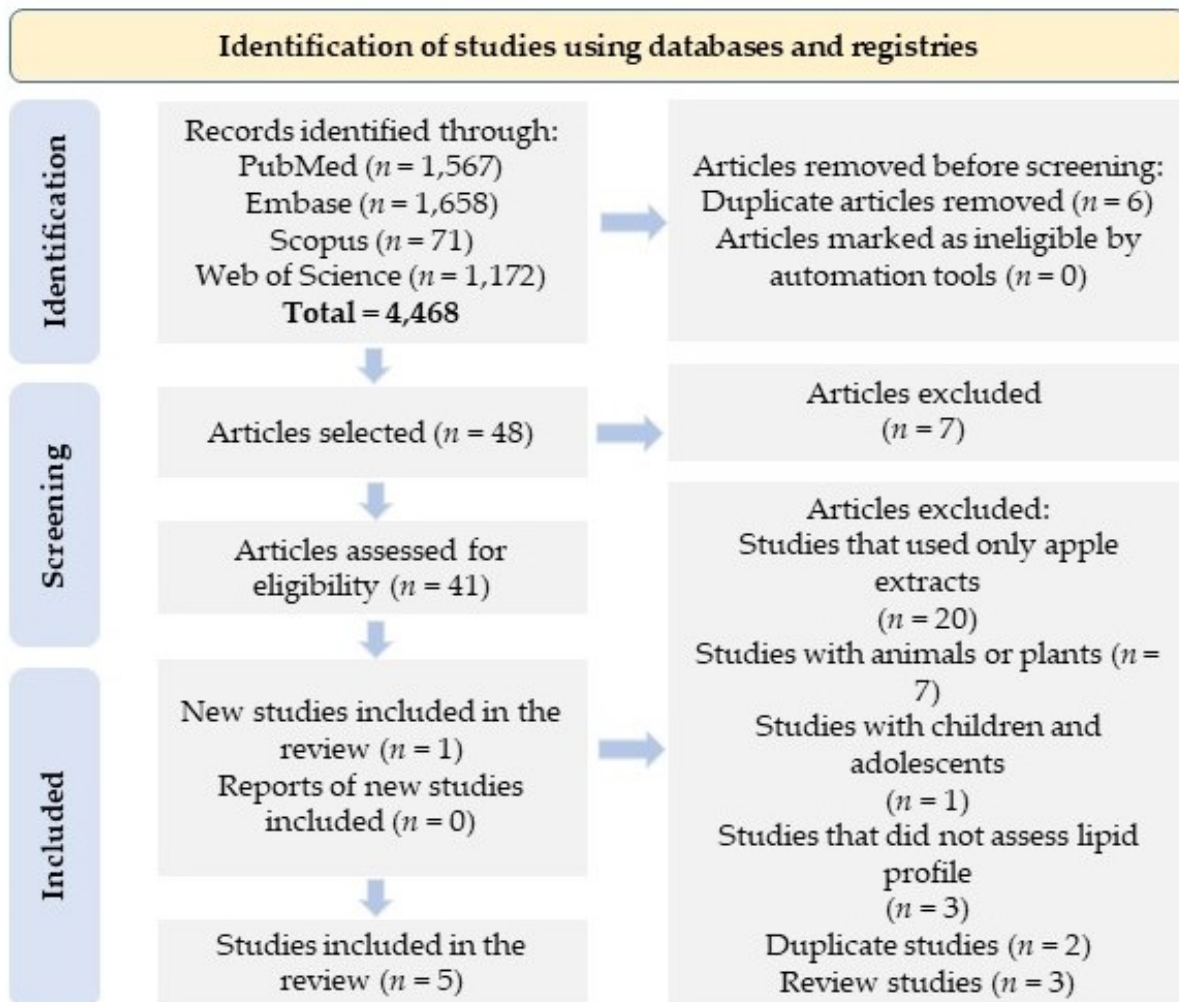 Identification of studies using databases and registries
Identification
Records identified through:
PubMed (n = 1,567)
Embase (n = 1,658)
Scopus (n = 71)
Web of Science (n = 1,172)
Total = 4,468
Articles removed before screening:
Duplicate articles removed (n = 6)
Articles marked as ineligible by
automation tools (n = 0)
Screening
Articles selected (n = 48)
Articles excluded
(n = 7)
Articles assessed for
eligibility (n = 41)
Articles excluded:
Studies that used only apple
extracts
(n = 20)
Studies with animals or plants (n =
7)
Studies with children and
adolescents
(n = 1)
Studies that did not assess lipid
profile
(n = 3)
Duplicate studies (n = 2)
Review studies (n = 3)
Included
New studies included in the
review (n = 1)
Reports of new studies
included (n = 0)
Studies included in the
review (n = 5)